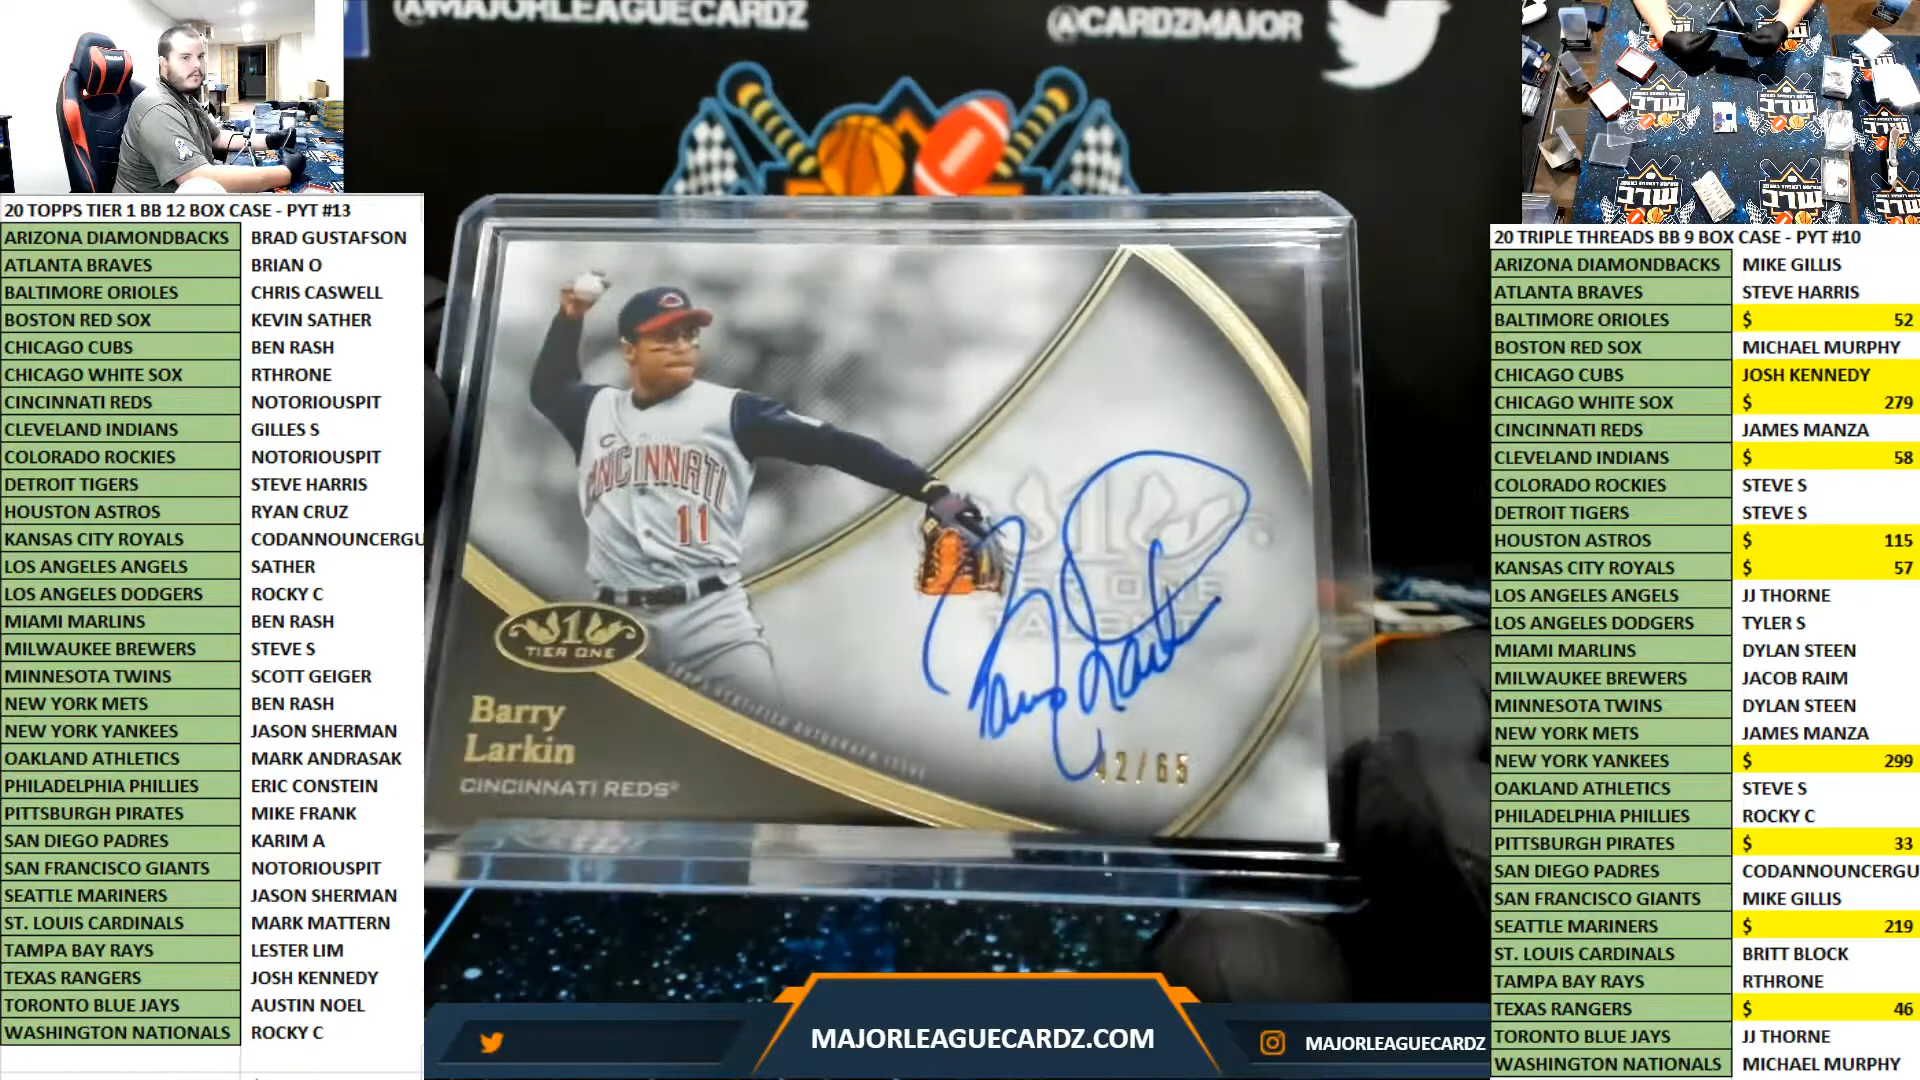 @MAJORLEAGUECARDZ
@CARDZMAJOR
20 TOPPS TIER 1 BB 12 BOX CASE - PYT #13
ARIZONA DIAMONDBACKS BRAD GUSTAFSON
ATLANTA BRAVES BRIAN O
BALTIMORE ORIOLES CHRIS CASWELL
BOSTON RED SOX KEVIN SATHER
CHICAGO CUBS BEN RASH
CHICAGO WHITE SOX RTHRONE
CINCINNATI REDS NOTORIOUSPIT
CLEVELAND INDIANS GILLES S
COLORADO ROCKIES NOTORIOUSPIT
DETROIT TIGERS STEVE HARRIS
HOUSTON ASTROS RYAN CRUZ
KANSAS CITY ROYALS CODANNOUNCERGU
LOS ANGELES ANGELS SATHER
LOS ANGELES DODGERS ROCKY C
MIAMI MARLINS BEN RASH
MILWAUKEE BREWERS STEVE S
MINNESOTA TWINS SCOTT GEIGER
NEW YORK METS BEN RASH
NEW YORK YANKEES JASON SHERMAN
OAKLAND ATHLETICS MARK ANDRASAK
PHILADELPHIA PHILLIES ERIC CONSTEIN
PITTSBURGH PIRATES MIKE FRANK
SAN DIEGO PADRES KARIM A
SAN FRANCISCO GIANTS NOTORIOUSPIT
SEATTLE MARINERS JASON SHERMAN
ST. LOUIS CARDINALS MARK MATTERN
TAMPA BAY RAYS LESTER LIM
TEXAS RANGERS JOSH KENNEDY
TORONTO BLUE JAYS AUSTIN NOEL
WASHINGTON NATIONALS ROCKY C
CINCINNATI
11
1
TIER ONE
TALENT
1
TIER ONE
TOPPS CERTIFIED AUTOGRAPH ISSUE
Barry Larkin
Barry
Larkin
CINCINNATI REDS®
42/65
MAJORLEAGUECARDZ.COM
MAJORLEAGUECARDZ
20 TRIPLE THREADS BB 9 BOX CASE - PYT #10
ARIZONA DIAMONDBACKS MIKE GILLIS
ATLANTA BRAVES STEVE HARRIS
BALTIMORE ORIOLES $ 52
BOSTON RED SOX MICHAEL MURPHY
CHICAGO CUBS JOSH KENNEDY
CHICAGO WHITE SOX $ 279
CINCINNATI REDS JAMES MANZA
CLEVELAND INDIANS $ 58
COLORADO ROCKIES STEVE S
DETROIT TIGERS STEVE S
HOUSTON ASTROS $ 115
KANSAS CITY ROYALS $ 57
LOS ANGELES ANGELS JJ THORNE
LOS ANGELES DODGERS TYLER S
MIAMI MARLINS DYLAN STEEN
MILWAUKEE BREWERS JACOB RAIM
MINNESOTA TWINS DYLAN STEEN
NEW YORK METS JAMES MANZA
NEW YORK YANKEES $ 299
OAKLAND ATHLETICS STEVE S
PHILADELPHIA PHILLIES ROCKY C
PITTSBURGH PIRATES $ 33
SAN DIEGO PADRES CODANNOUNCERGU
SAN FRANCISCO GIANTS MIKE GILLIS
SEATTLE MARINERS $ 219
ST. LOUIS CARDINALS BRITT BLOCK
TAMPA BAY RAYS RTHRONE
TEXAS RANGERS $ 46
TORONTO BLUE JAYS JJ THORNE
WASHINGTON NATIONALS MICHAEL MURPHY